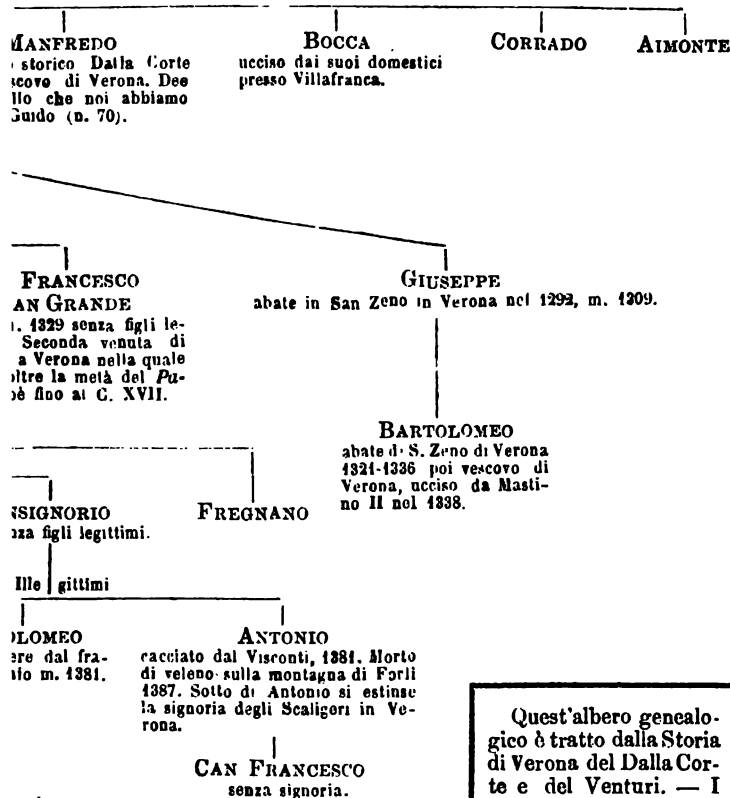 MANFREDO
storico Dalla Corte
scovo di Verona. Dee
llo che noi abbiamo
Guido (n. 70).
BOCCA
ucciso dai suoi domestici
presso Villafranca.
CORRADO
AIMONTE
FRANCESCO
AN GRANDE
1. 1329 senza figli le-
Seconda venuta di
a Verona nella quale
oltre la metà del Pa-
fino al C. XVII.
GIUSEPPE
abate in San Zeno in Verona nel 1292, m. 1309.
BARTOLOMEO
abate di S. Zeno di Verona
1321-1336 poi vescovo di
Verona, ucciso da Masti-
no II nel 1338.
NSIGNORIO
nza figli legittimi.
FREGNANO
Ille gittimi
OLOMEO
ere dal fra-
nio m. 1381.
ANTONIO
cacciato dal Visconti, 1381. Morto
di veleno sulla montagna di Forlì
1387. Sotto di Antonio si estinse
la signoria degli Scaligeri in Ve-
rona.
CAN FRANCESCO
senza signoria.
Quest'albero genealo-
gico è tratto dalla Storia
di Verona del Dalla Cor-
te e del Venturi. — I